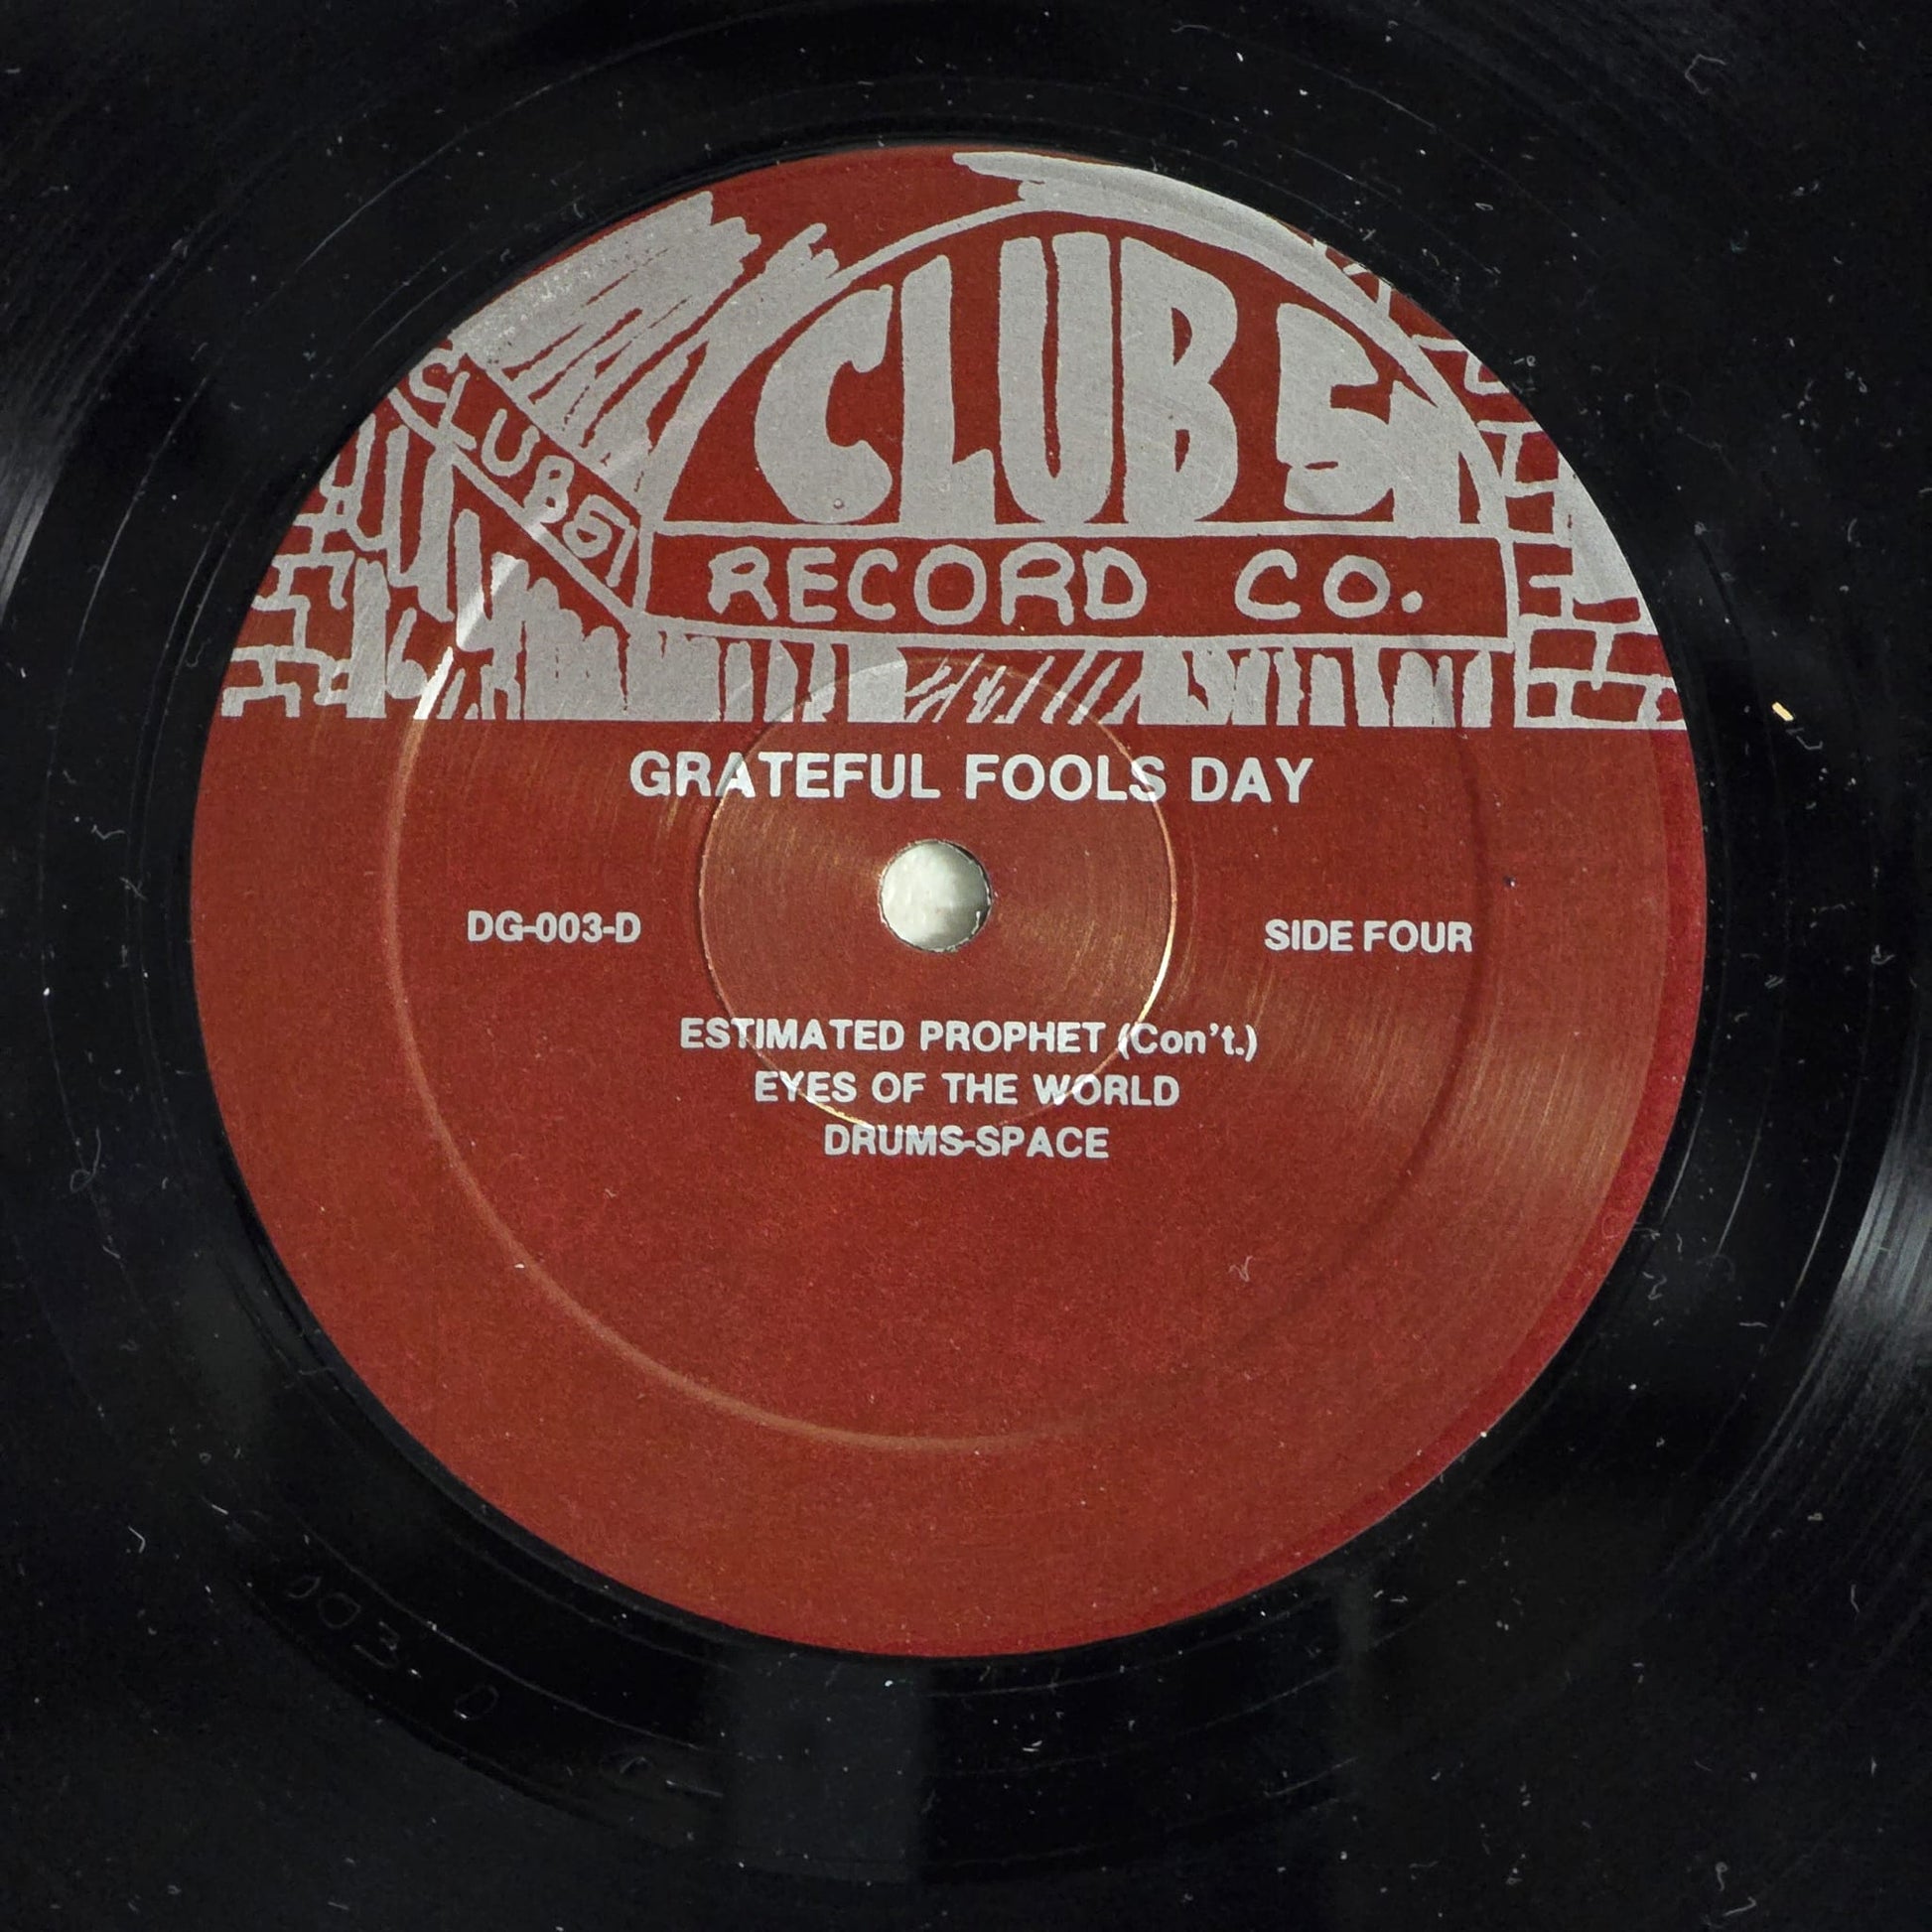 CLUB 51
CLUB 51
RECORD CO.
GRATEFUL FOOLS DAY
DG-003-D
SIDE FOUR
ESTIMATED PROPHET (Con't.)
EYES OF THE WORLD
DRUMS-SPACE